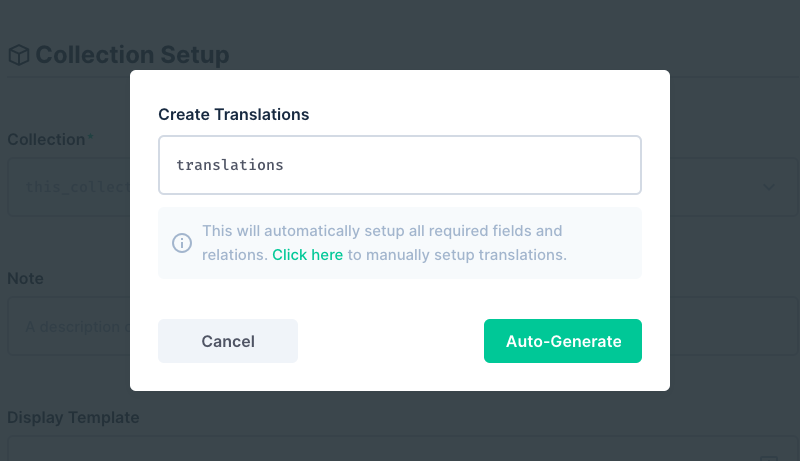 Collection Setup
Create Translations
Collection*
translations
this_collect
This will automatically setup all required fields and
relations. Click here to manually setup translations.
Note
A description
Cancel
Auto-Generate
Display Template